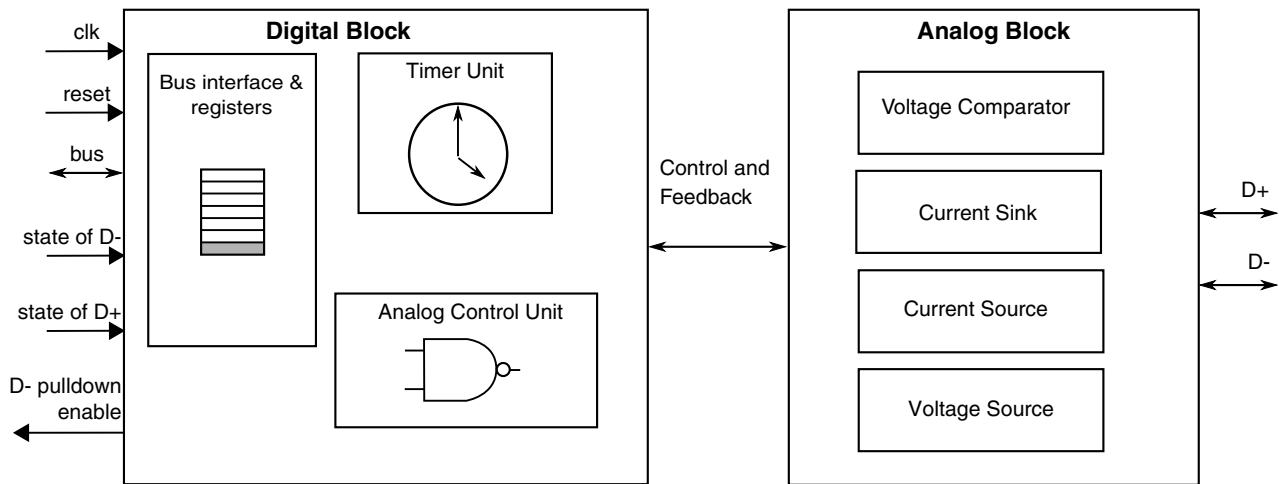 Digital Block
Analog Block
clk
reset
bus
state of D-
state of D+
D- pulldown
enable
Bus interface &
registers
Timer Unit
Analog Control Unit
Control and
Feedback
Voltage Comparator
Current Sink
Current Source
Voltage Source
D+
D-